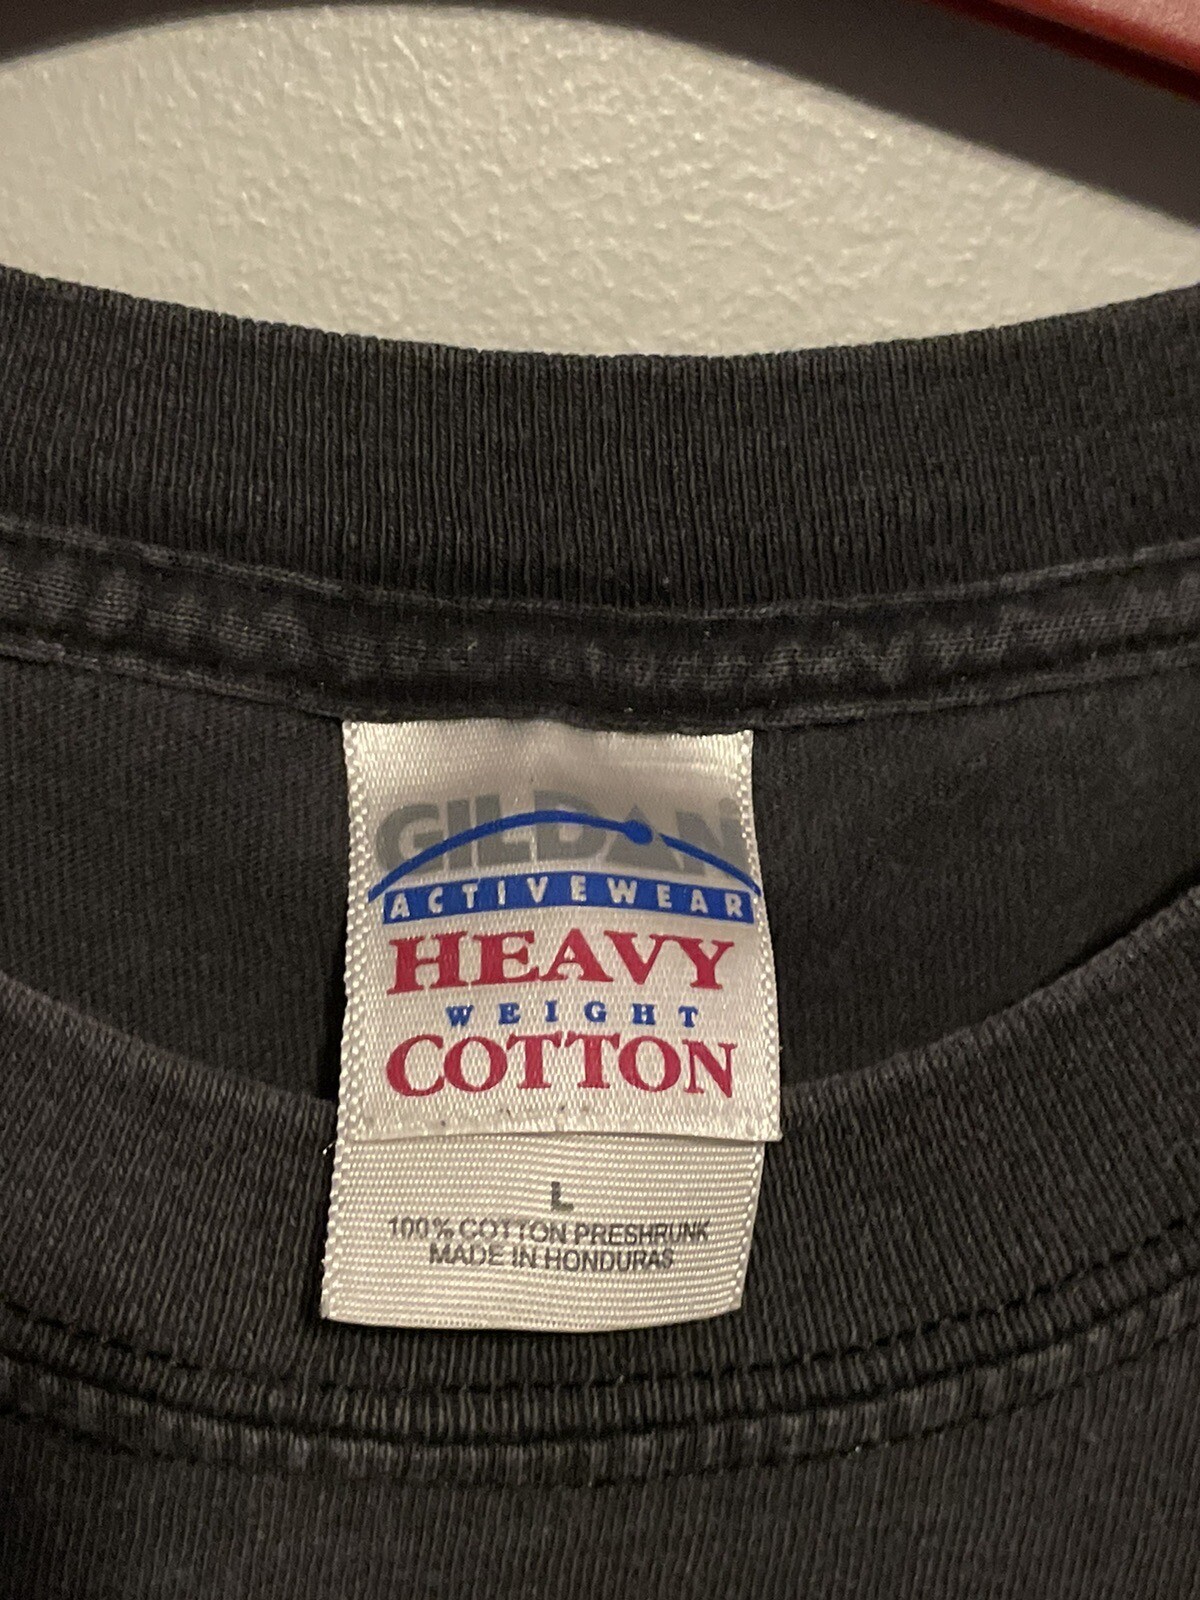 GILDAN
ACTIVEWEAR
HEAVY
WEIGHT
COTTON
L
100% COTTON PRESHRUNK
MADE IN HONDURAS